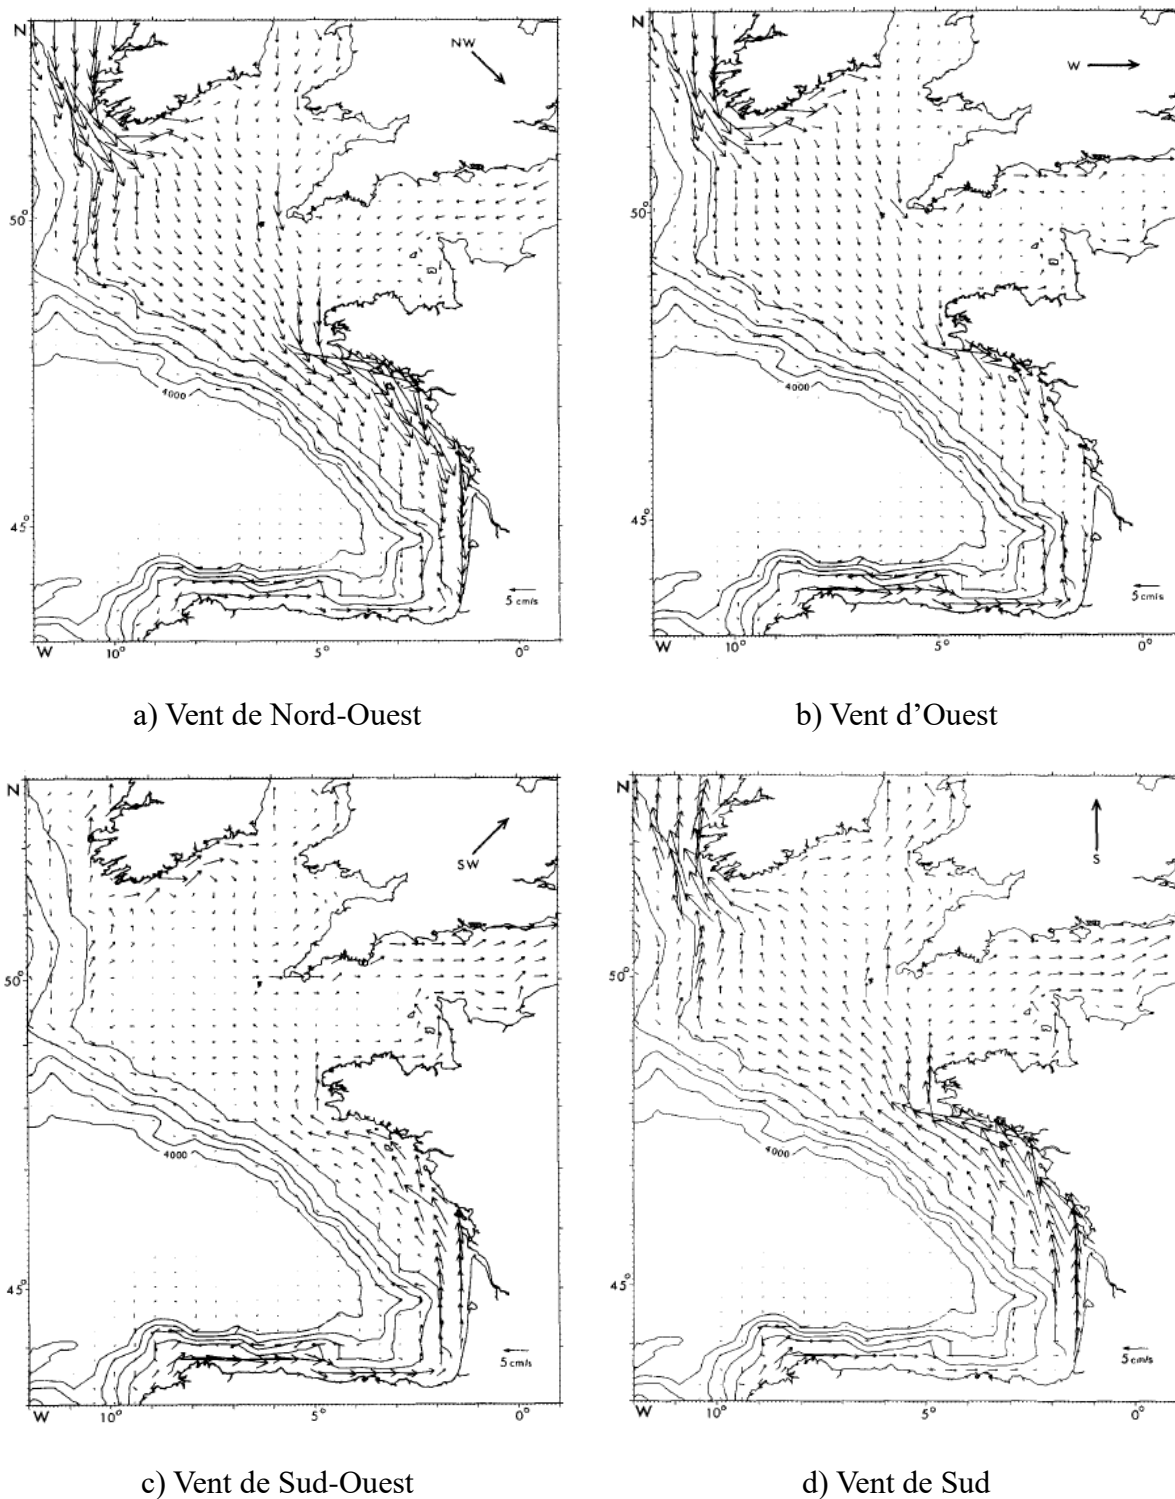 N
NW
50°
4000
45°
5 cm/s
W 10° 5° 0°
a) Vent de Nord-Ouest
N
W
50°
4000
45°
5 cm/s
W 10° 5° 0°
b) Vent d’Ouest
N
SW
50°
4000
45°
5 cm/s
W 10° 5° 0°
c) Vent de Sud-Ouest
N
S
50°
4000
45°
5 cm/s
W 10° 5° 0°
d) Vent de Sud